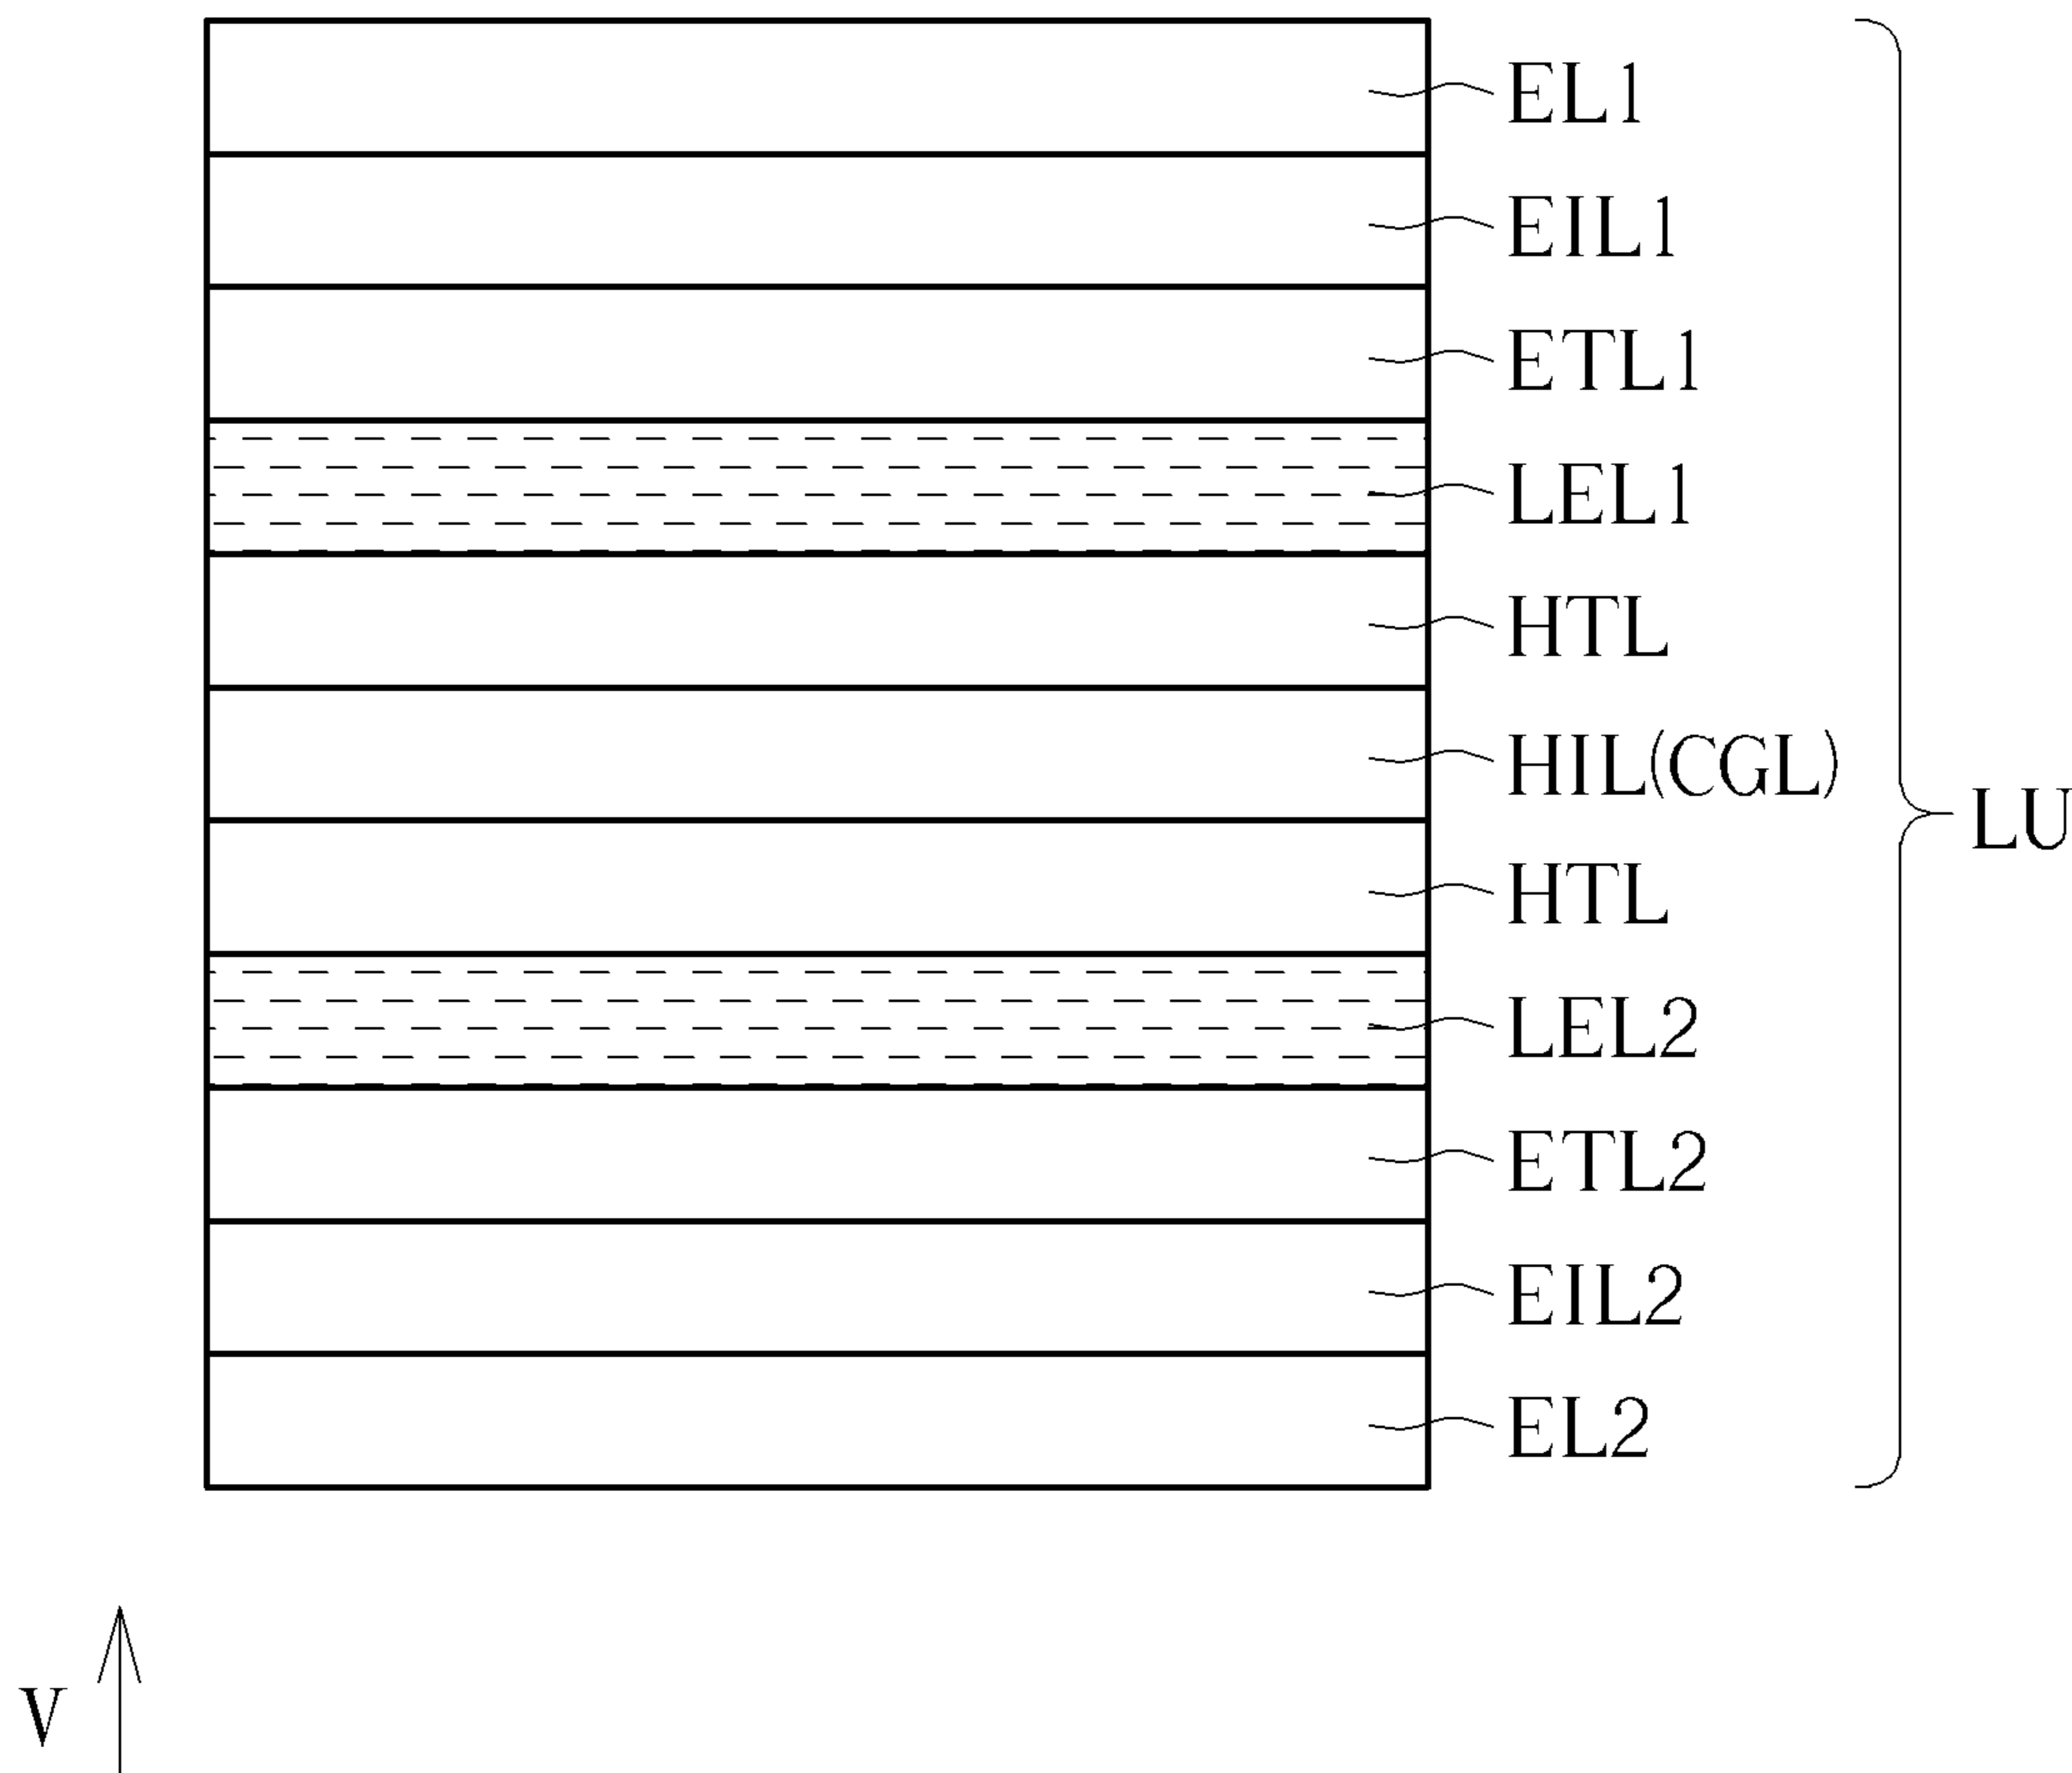 EL1
EIL1
ETL1
LEL1
HTL
HIL(CGL)
LU
HTL
LEL2
ETL2
EIL2
EL2
V